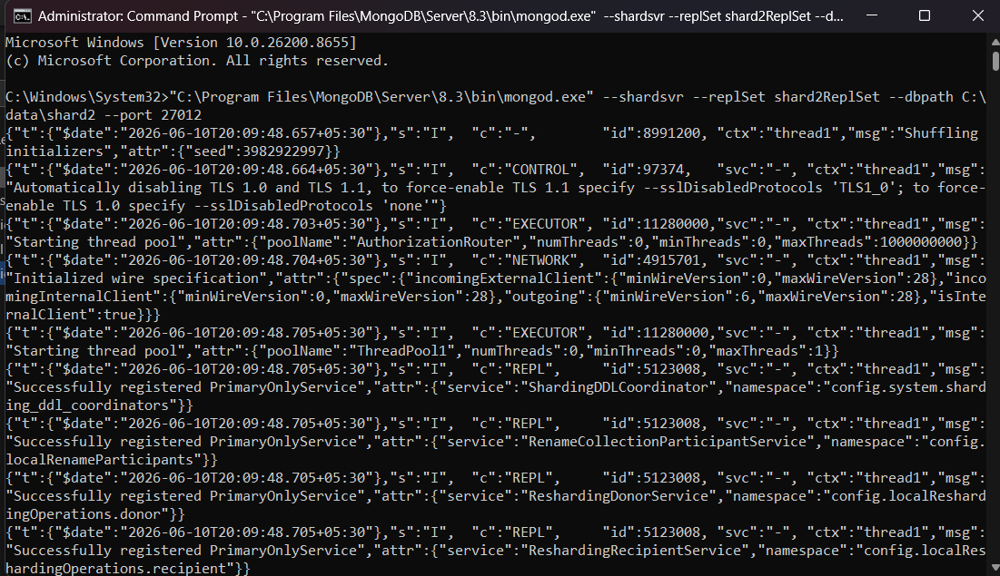 Administrator: Command Prompt - "C:\Program Files\MongoDB\Server\8.3\bin\mongod.exe" --shardsvr --replSet shard2ReplSet --d...
Microsoft Windows [Version 10.0.26200.8655]
(c) Microsoft Corporation. All rights reserved.
C:\Windows\System32>"C:\Program Files\MongoDB\Server\8.3\bin\mongod.exe" --shardsvr --replSet shard2ReplSet --dbpath C:\
data\shard2 --port 27012
{"t":{"$date":"2026-06-10T20:09:48.657+05:30"},"s":"I",  "c":"-",        "id":8991200, "ctx":"thread1","msg":"Shuffling
initializers","attr":{"seed":3982922997}}
{"t":{"$date":"2026-06-10T20:09:48.664+05:30"},"s":"I",  "c":"CONTROL",  "id":97374,   "svc":"-", "ctx":"thread1","msg":
"Automatically disabling TLS 1.0 and TLS 1.1, to force-enable TLS 1.1 specify --sslDisabledProtocols 'TLS1_0'; to force-
enable TLS 1.0 specify --sslDisabledProtocols 'none'"}
{"t":{"$date":"2026-06-10T20:09:48.703+05:30"},"s":"I",  "c":"EXECUTOR", "id":11280000,"svc":"-", "ctx":"thread1","msg":
"Starting thread pool","attr":{"poolName":"AuthorizationRouter","numThreads":0,"minThreads":0,"maxThreads":1000000000}}
{"t":{"$date":"2026-06-10T20:09:48.704+05:30"},"s":"I",  "c":"NETWORK",  "id":4915701, "svc":"-", "ctx":"thread1","msg":
"Initialized wire specification","attr":{"spec":{"incomingExternalClient":{"minWireVersion":0,"maxWireVersion":28},"inco
mingInternalClient":{"minWireVersion":0,"maxWireVersion":28},"outgoing":{"minWireVersion":6,"maxWireVersion":28},"isInte
rnalClient":true}}}
{"t":{"$date":"2026-06-10T20:09:48.705+05:30"},"s":"I",  "c":"EXECUTOR", "id":11280000,"svc":"-", "ctx":"thread1","msg":
"Starting thread pool","attr":{"poolName":"ThreadPool1","numThreads":0,"minThreads":0,"maxThreads":1}}
{"t":{"$date":"2026-06-10T20:09:48.705+05:30"},"s":"I",  "c":"REPL",     "id":5123008, "svc":"-", "ctx":"thread1","msg":
"Successfully registered PrimaryOnlyService","attr":{"service":"ShardingDDLCoordinator","namespace":"config.system.shard
ing_ddl_coordinators"}}
{"t":{"$date":"2026-06-10T20:09:48.705+05:30"},"s":"I",  "c":"REPL",     "id":5123008, "svc":"-", "ctx":"thread1","msg":
"Successfully registered PrimaryOnlyService","attr":{"service":"RenameCollectionParticipantService","namespace":"config.
localRenameParticipants"}}
{"t":{"$date":"2026-06-10T20:09:48.705+05:30"},"s":"I",  "c":"REPL",     "id":5123008, "svc":"-", "ctx":"thread1","msg":
"Successfully registered PrimaryOnlyService","attr":{"service":"ReshardingDonorService","namespace":"config.localReshard
ingOperations.donor"}}
{"t":{"$date":"2026-06-10T20:09:48.705+05:30"},"s":"I",  "c":"REPL",     "id":5123008, "svc":"-", "ctx":"thread1","msg":
"Successfully registered PrimaryOnlyService","attr":{"service":"ReshardingRecipientService","namespace":"config.localRes
hardingOperations.recipient"}}